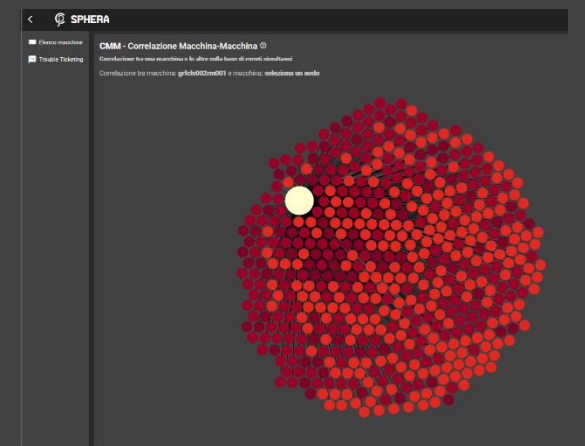 SPHERA
Elenco macchine
Trouble Ticketing
CMM - Correlazione Macchina-Macchina
Correlazione tra una macchina e le altre sulla base di eventi simultanei
Correlazione tra macchina: grfcls002rm001 e macchina: seleziona un nodo